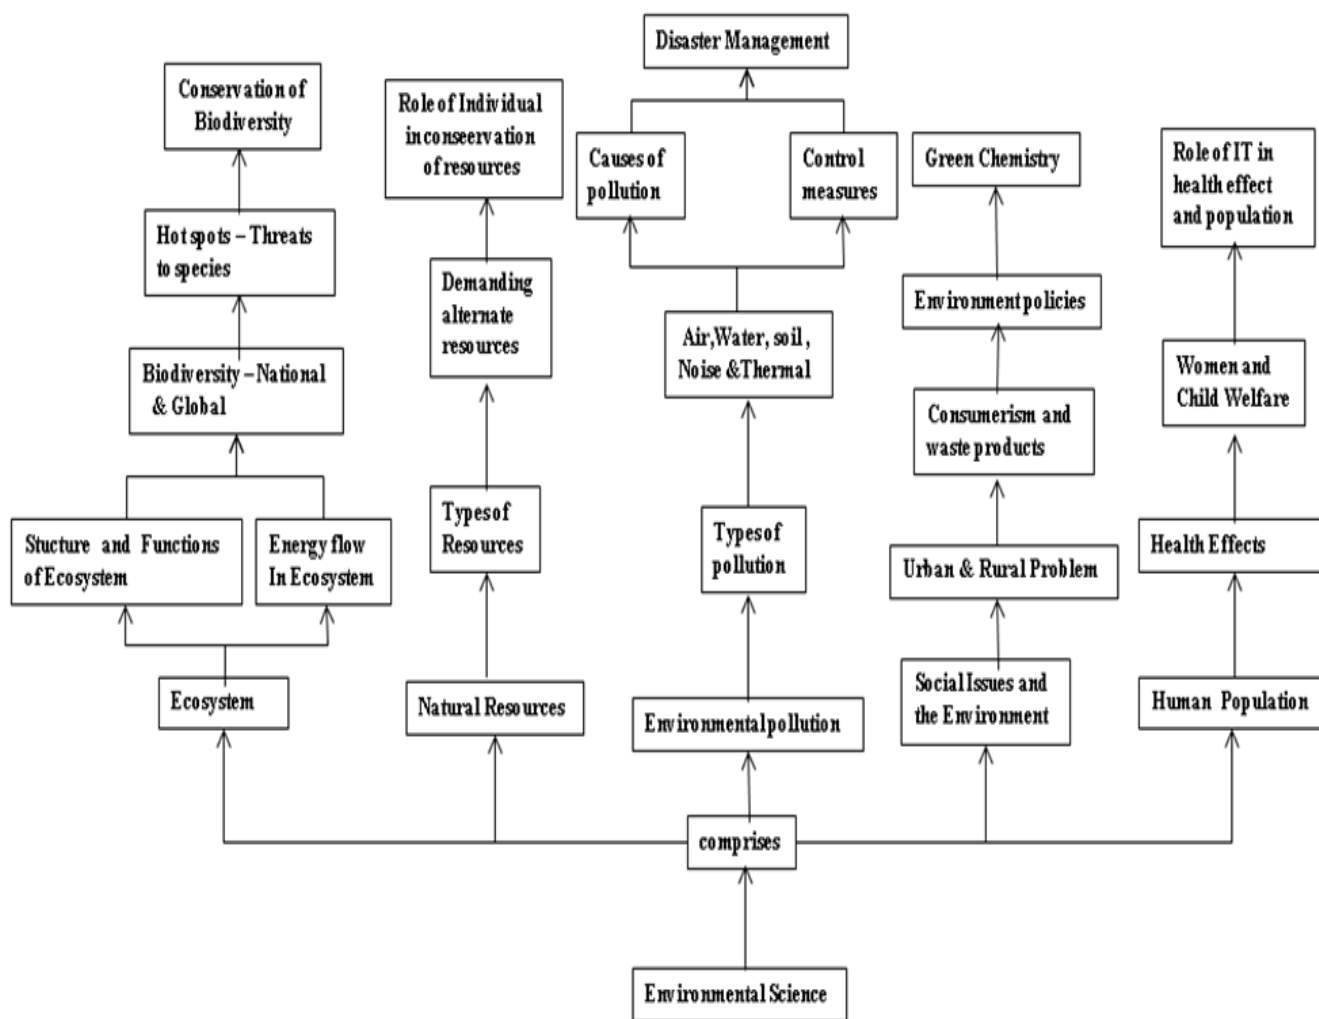 Disaster Management
Conservation of
Biodiversity
Role of Individual
in conseervation
of resources
Causes of
pollution
Control
measures
Green Chemistry
Role of IT in
health effect
and population
Hot spots – Threats
to species
Demanding
alternate
resources
Environment policies
Air,Water, soil ,
Noise &Thermal
Biodiversity – National
& Global
Women and
Child Welfare
Consumerism and
waste products
Types of
Resources
Stucture and Functions
of Ecosystem
Energy flow
In Ecosystem
Types of
pollution
Urban & Rural Problem
Health Effects
Ecosystem
Natural Resources
Environmental pollution
Social Issues and
the Environment
Human Population
comprises
Environmental Science